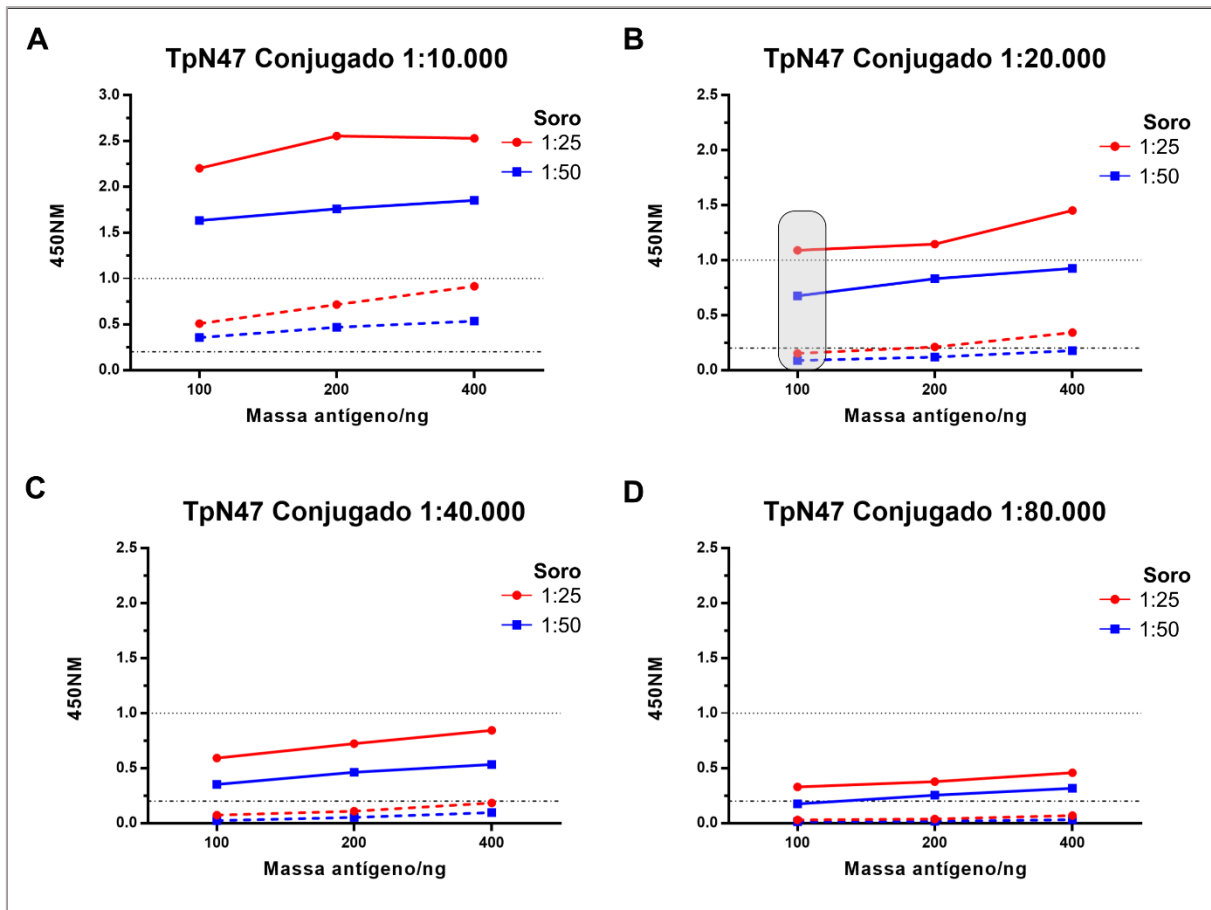 A
TpN47 Conjugado 1:10.000
3.0
2.5
2.0
1.5
1.0
0.5
0.0
450NM
100
200
400
Massa antígeno/ng
Soro
1:25
1:50
B
TpN47 Conjugado 1:20.000
2.5
2.0
1.5
1.0
0.5
0.0
450NM
100
200
400
Massa antígeno/ng
Soro
1:25
1:50
C
TpN47 Conjugado 1:40.000
2.5
2.0
1.5
1.0
0.5
0.0
450NM
100
200
400
Massa antígeno/ng
Soro
1:25
1:50
D
TpN47 Conjugado 1:80.000
2.5
2.0
1.5
1.0
0.5
0.0
450NM
100
200
400
Massa antígeno/ng
Soro
1:25
1:50